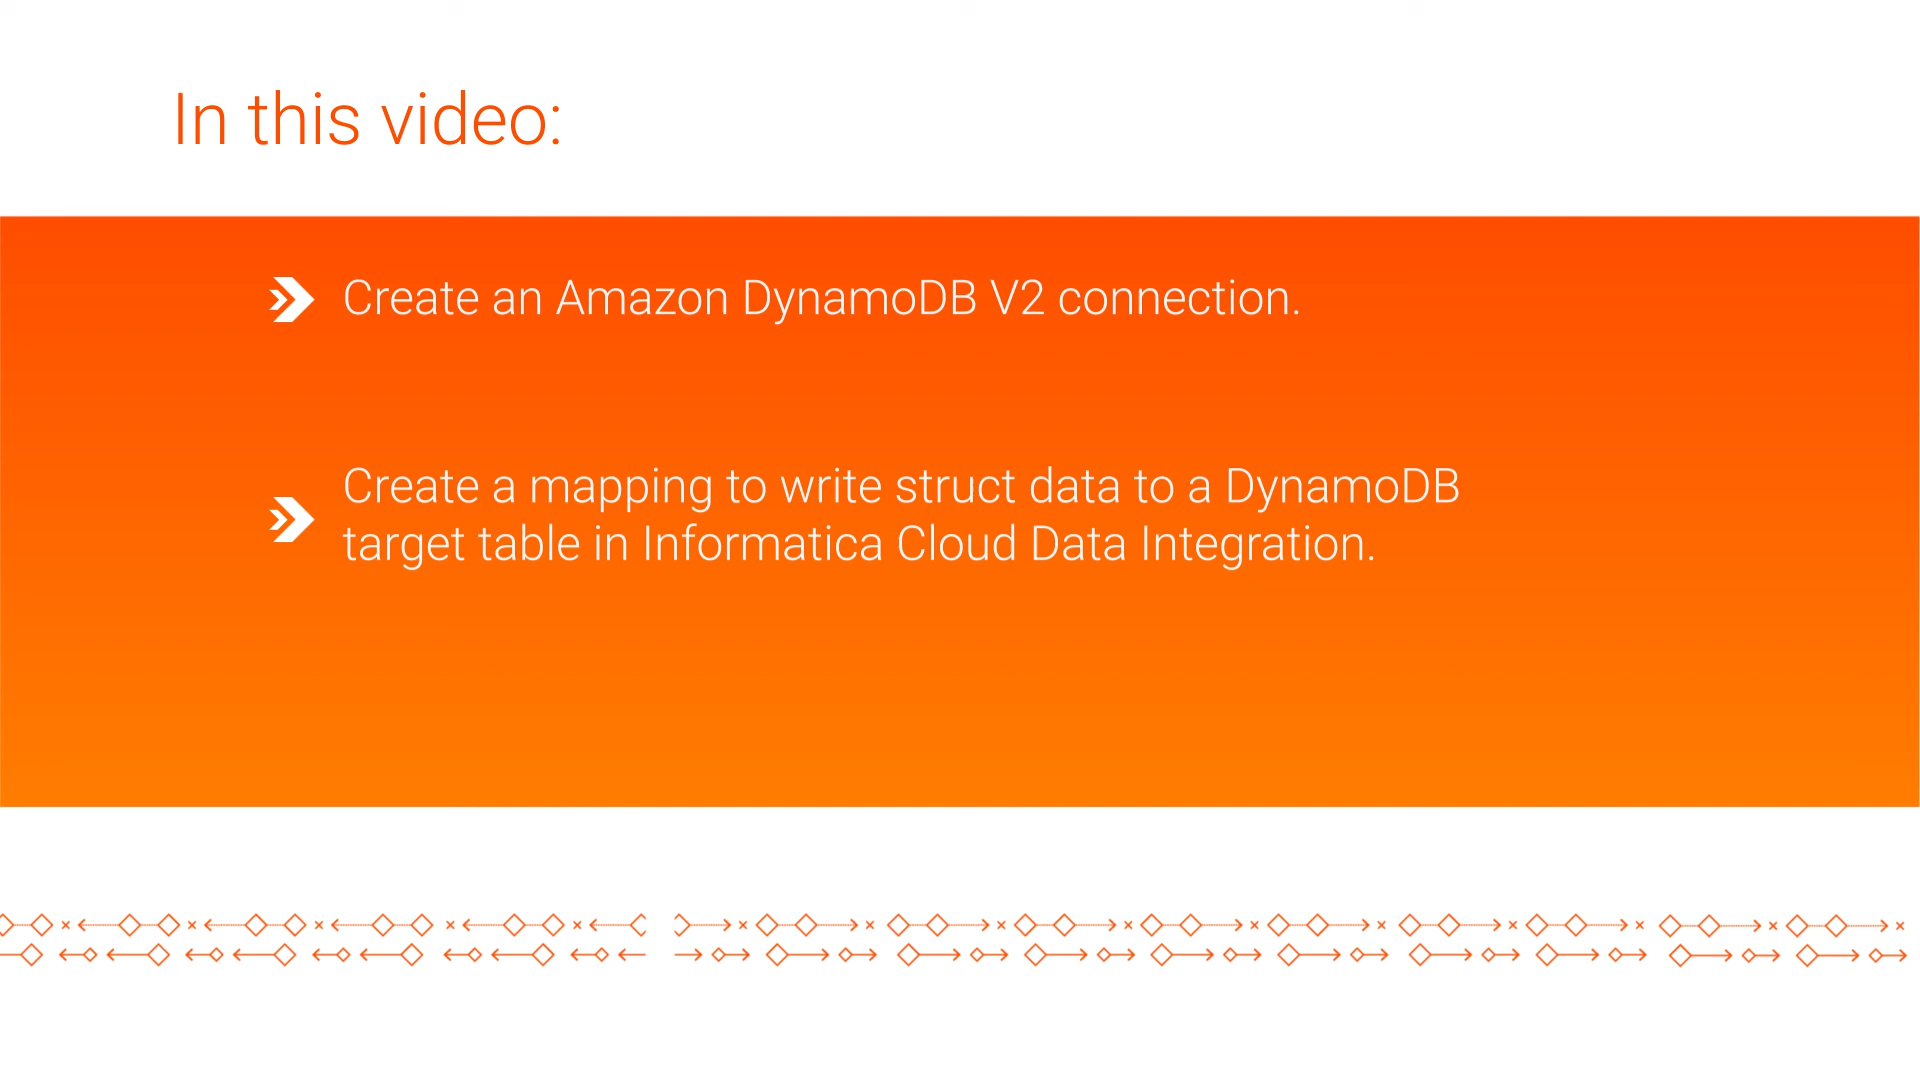 In this video:
Create an Amazon DynamoDB V2 connection.
Create a mapping to write struct data to a DynamoDB
target table in Informatica Cloud Data Integration.